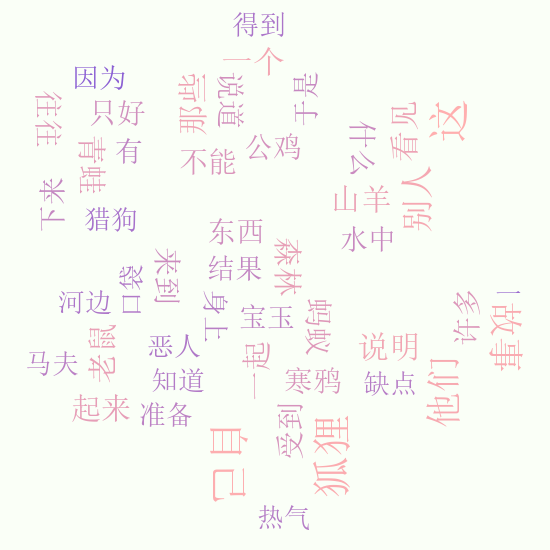 得到
一个
因为
那些
说道
于是
往往
只好
这
看见
什么
青蛙
有
不能
公鸡
别人
下来
山羊
猎狗
东西
水中
森林
结果
来到
口袋
身上
河边
宝玉
蚂蚁
许多
一
故事
老鼠
马夫
恶人
一起
说明
知道
寒鸦
缺点
他们
起来
准备
受到
自己
狐狸
热气